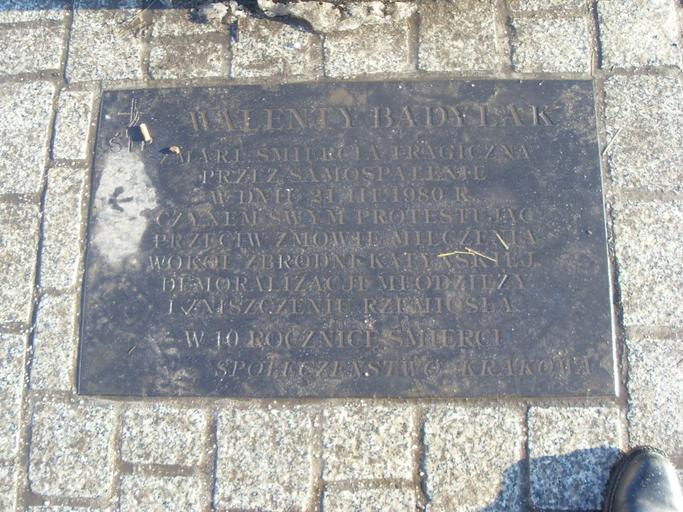 WALENTY BADYLAK
Ś†P
ZMARŁ ŚMIERCIĄ TRAGICZNĄ
PRZEZ SAMOSPALENIE
W DNIU 21 III 1980 R.
CZYNEM SWYM PROTESTUJĄC
PRZECIW ZMOWIE MILCZENIA
WOKÓŁ ZBRODNI KATYŃSKIEJ,
DEMORALIZACJI MŁODZIEŻY
I ZNISZCZENIU RZEMIOSŁA.
W 10 ROCZNICĘ ŚMIERCI
SPOŁECZEŃSTWO KRAKOWA